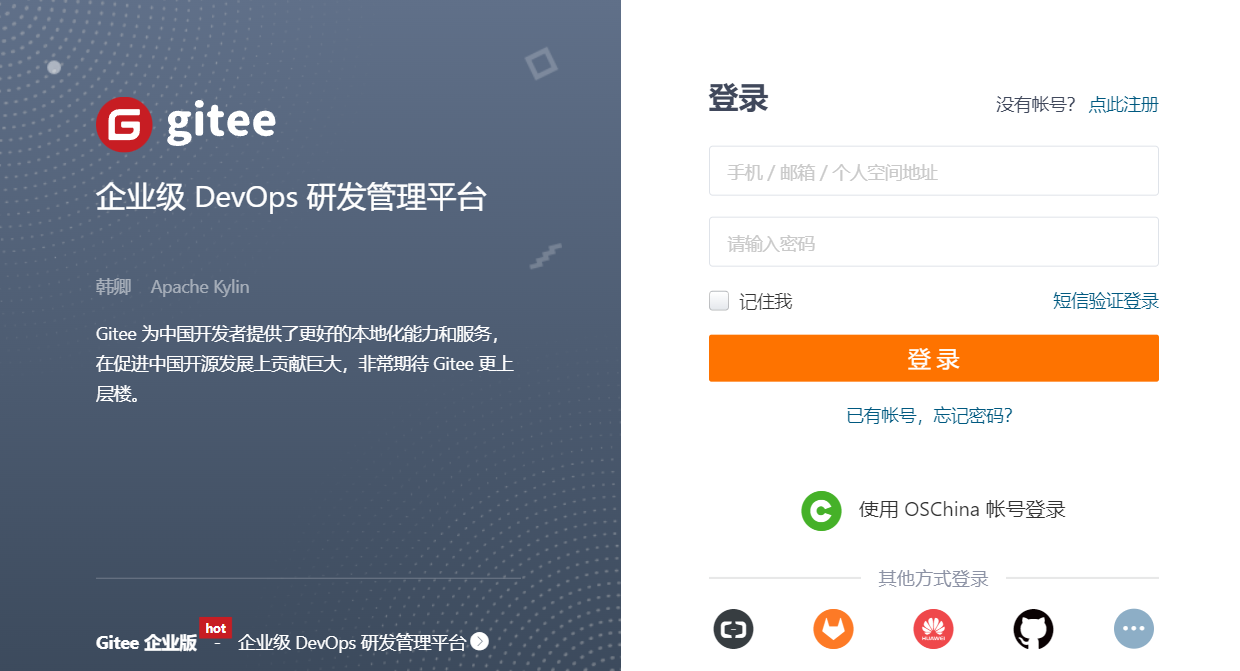 gitee
企业级 DevOps 研发管理平台
韩卿 Apache Kylin
Gitee 为中国开发者提供了更好的本地化能力和服务，
在促进中国开源发展上贡献巨大，非常期待 Gitee 更上
层楼。
Gitee 企业版 hot - 企业级 DevOps 研发管理平台
登录
没有帐号？ 点此注册
手机 / 邮箱 / 个人空间地址
请输入密码
记住我 短信验证登录
登 录
已有帐号，忘记密码？
使用 OSChina 帐号登录
其他方式登录
HUAWEI